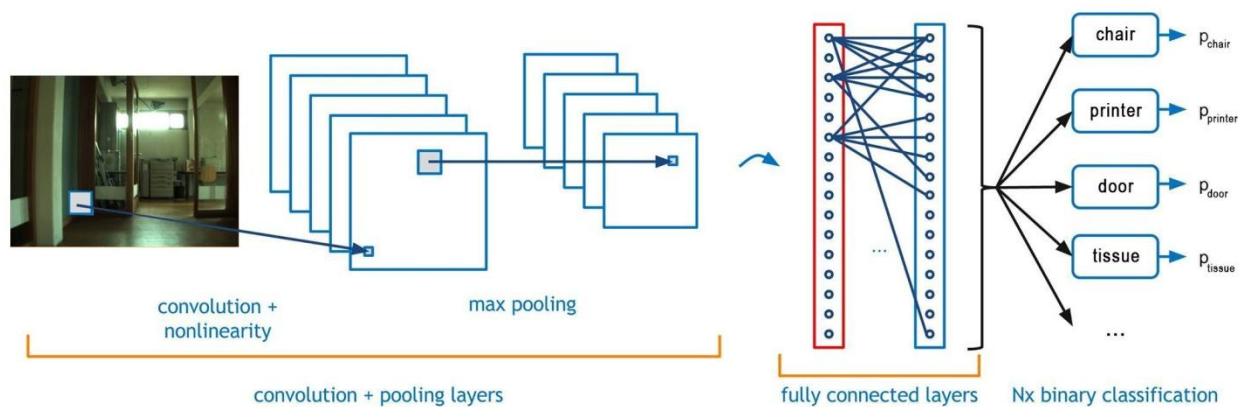 chair
p_chair
printer
p_printer
door
p_door
tissue
p_tissue
...
...
convolution +
nonlinearity
max pooling
convolution + pooling layers
fully connected layers
Nx binary classification